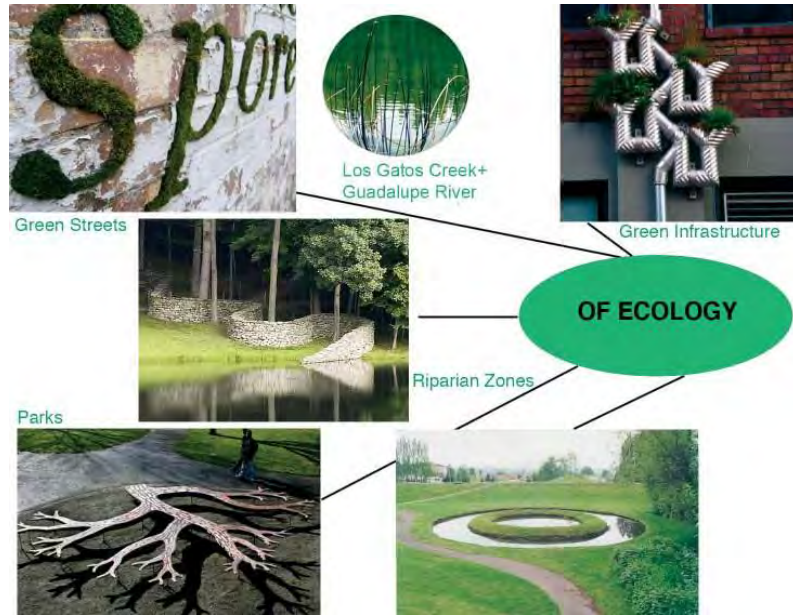 Spore
Los Gatos Creek+
Guadalupe River
Green Streets
Green Infrastructure
OF ECOLOGY
Riparian Zones
Parks